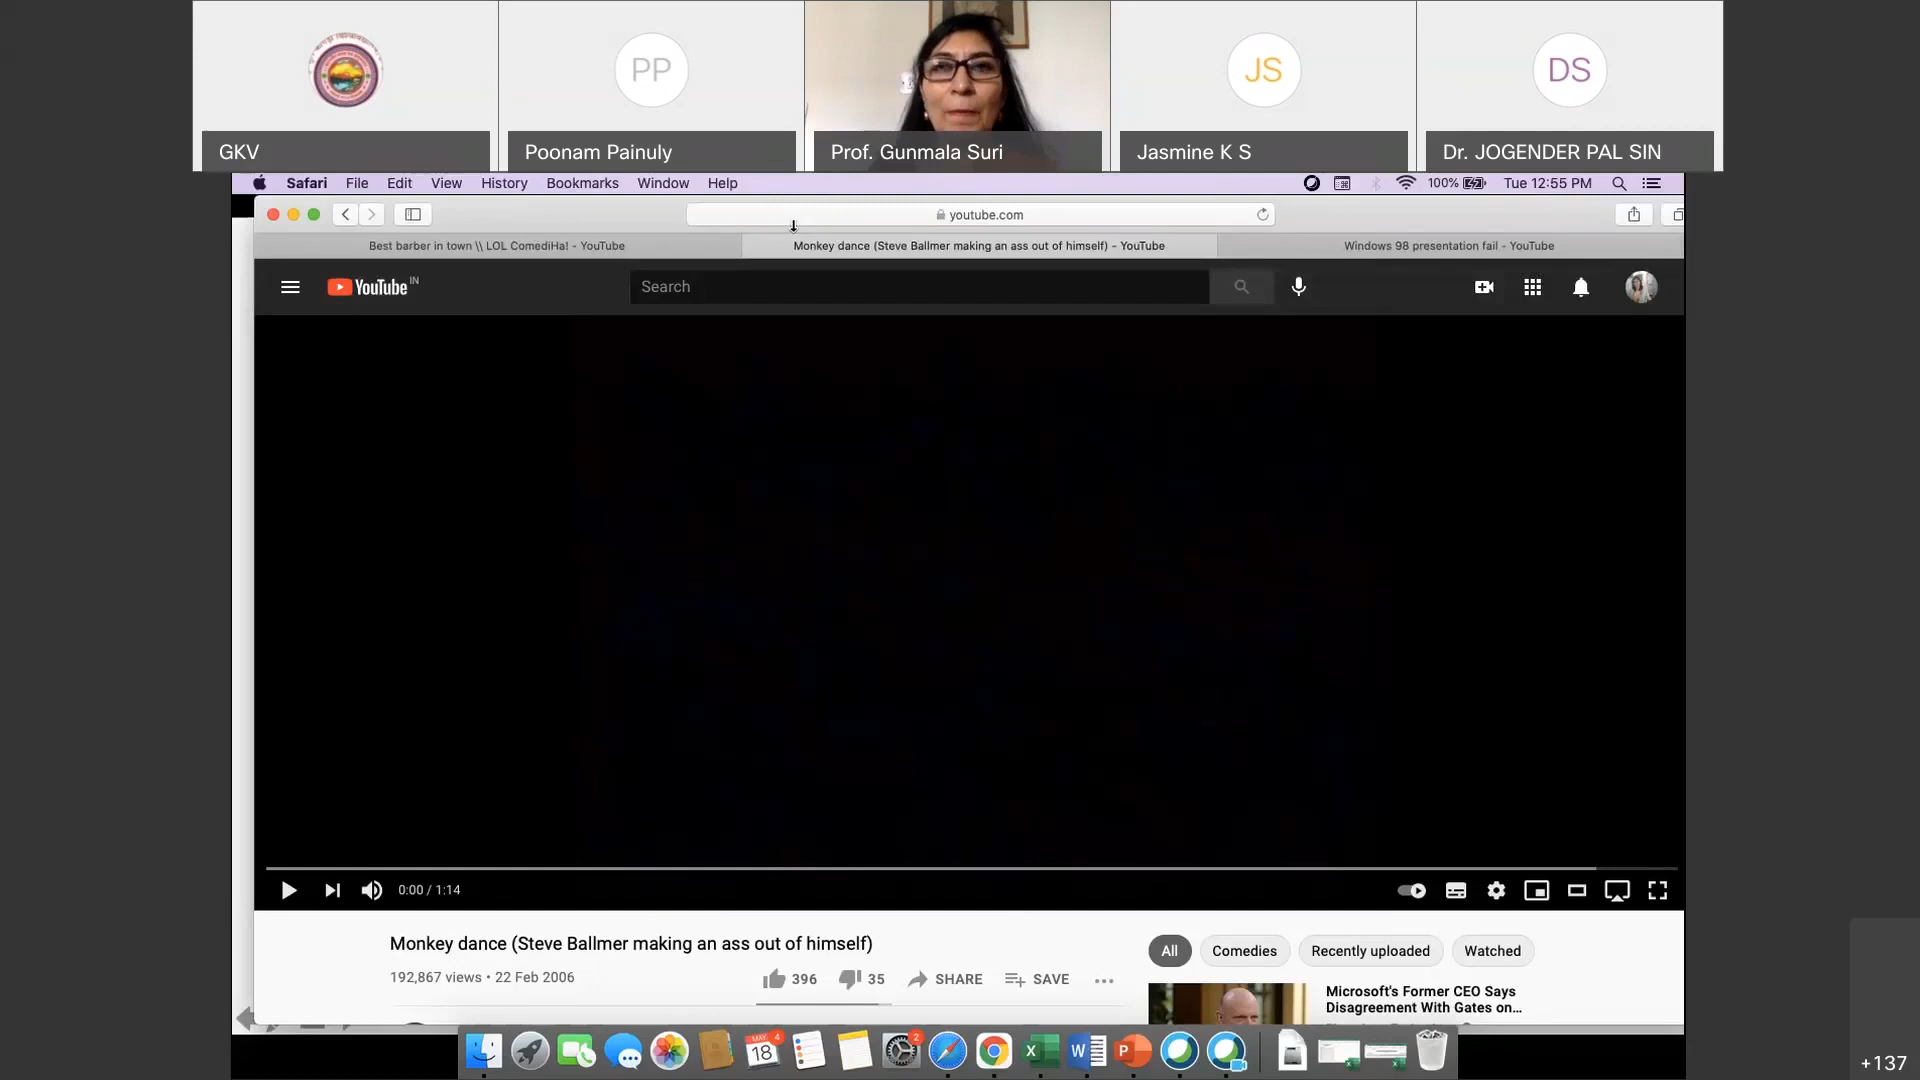 PP
JS
DS
GKV
Poonam Painuly
Prof. Gunmala Suri
Jasmine K S
Dr. JOGENDER PAL SIN
Safari File Edit View History Bookmarks Window Help
100% Tue 12:55 PM
youtube.com
Best barber in town \\ LOL ComediHa! - YouTube
Monkey dance (Steve Ballmer making an ass out of himself) - YouTube
Windows 98 presentation fail - YouTube
YouTube IN
Search
0:00 / 1:14
Monkey dance (Steve Ballmer making an ass out of himself)
192,867 views • 22 Feb 2006
396
35
SHARE
SAVE
All
Comedies
Recently uploaded
Watched
Microsoft's Former CEO Says
Disagreement With Gates on...
MAY
18
4
2
X
W
P
+137